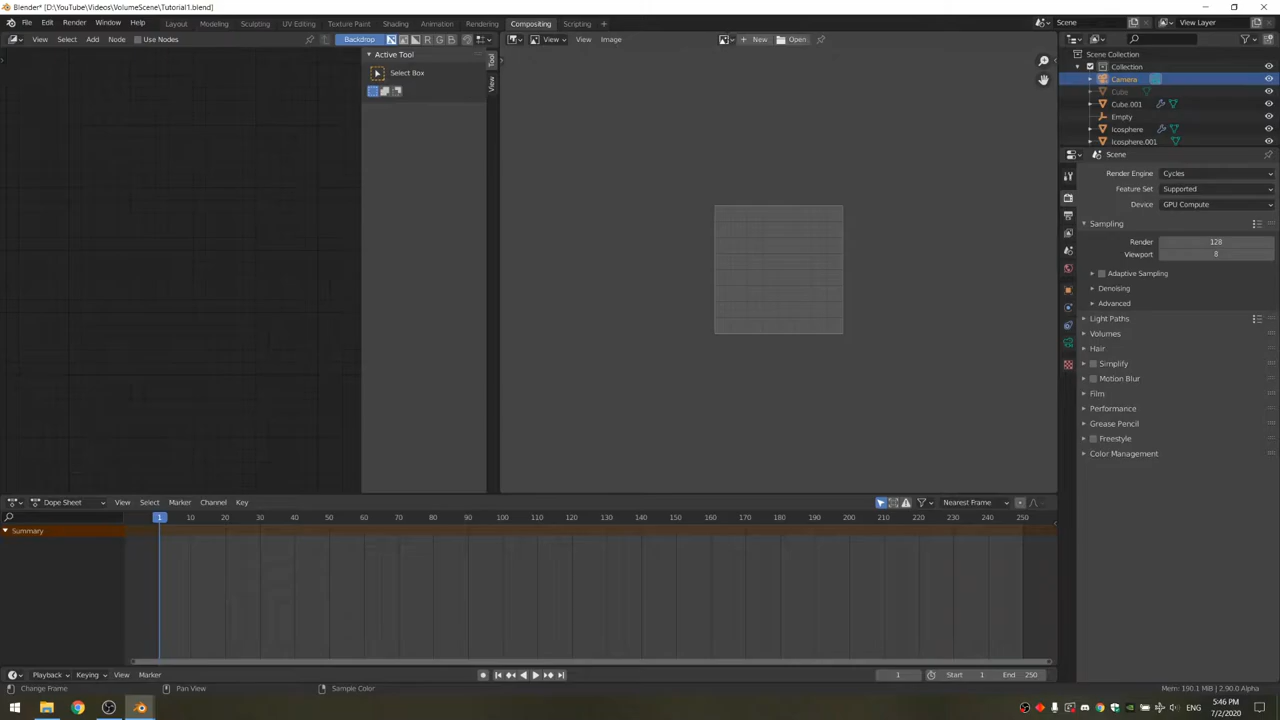 Blender* [D:\YouTube\Videos\VolumeScene\Tutorial1.blend]
File Edit Render Window Help Layout Modeling Sculpting UV Editing Texture Paint Shading Animation Rendering Compositing Scripting + Scene View Layer
View Select Add Node Use Nodes Backdrop R G B View View Image New Open
Active Tool
Select Box
Tool
View
Scene Collection
Collection
Camera
Cube
Cube.001
Empty
Icosphere
Icosphere.001
Scene
Render Engine Cycles
Feature Set Supported
Device GPU Compute
Sampling
Render 128
Viewport 8
Adaptive Sampling
Denoising
Advanced
Light Paths
Volumes
Hair
Simplify
Motion Blur
Film
Performance
Grease Pencil
Freestyle
Color Management
Dope Sheet View Select Marker Channel Key Nearest Frame
1 10 20 30 40 50 60 70 80 90 100 110 120 130 140 150 160 170 180 190 200 210 220 230 240 250
Summary
Playback Keying View Marker 1 Start 1 End 250
Change Frame Pan View Sample Color Mem: 190.1 MiB | 2.90.0 Alpha
ENG 5:46 PM
7/2/2020